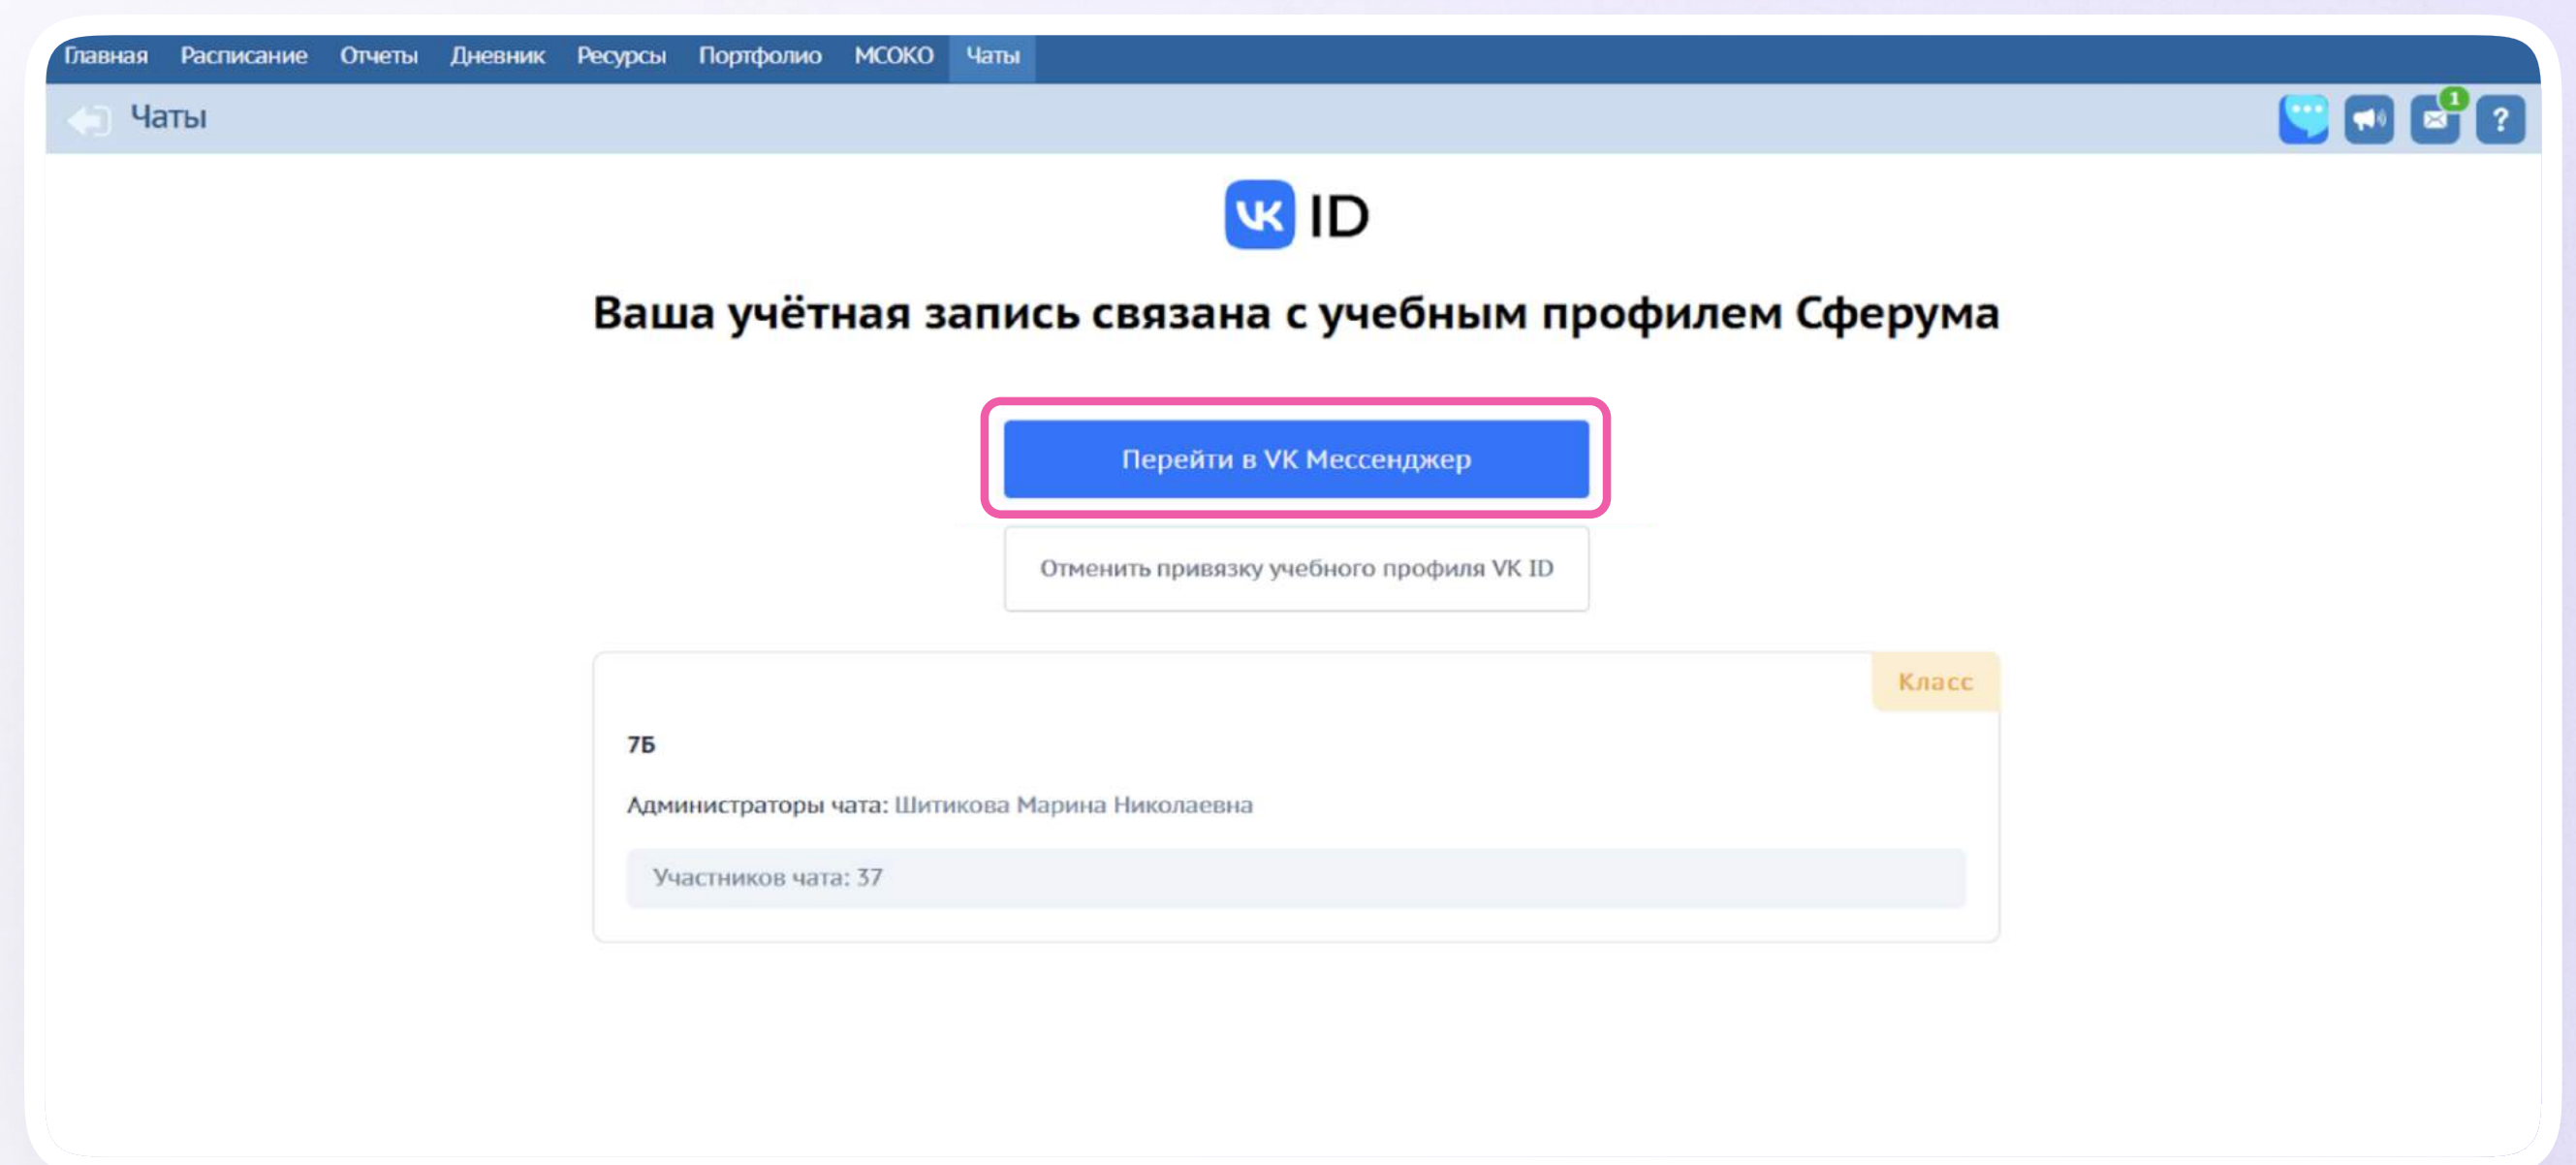 Главная Расписание Отчеты Дневник Ресурсы Портфолио МСОКО Чаты
Чаты
1
?
VK ID
Ваша учётная запись связана с учебным профилем Сферума
Перейти в VK Мессенджер
Отменить привязку учебного профиля VK ID
Класс
7Б
Администраторы чата: Шитикова Марина Николаевна
Участников чата: 37